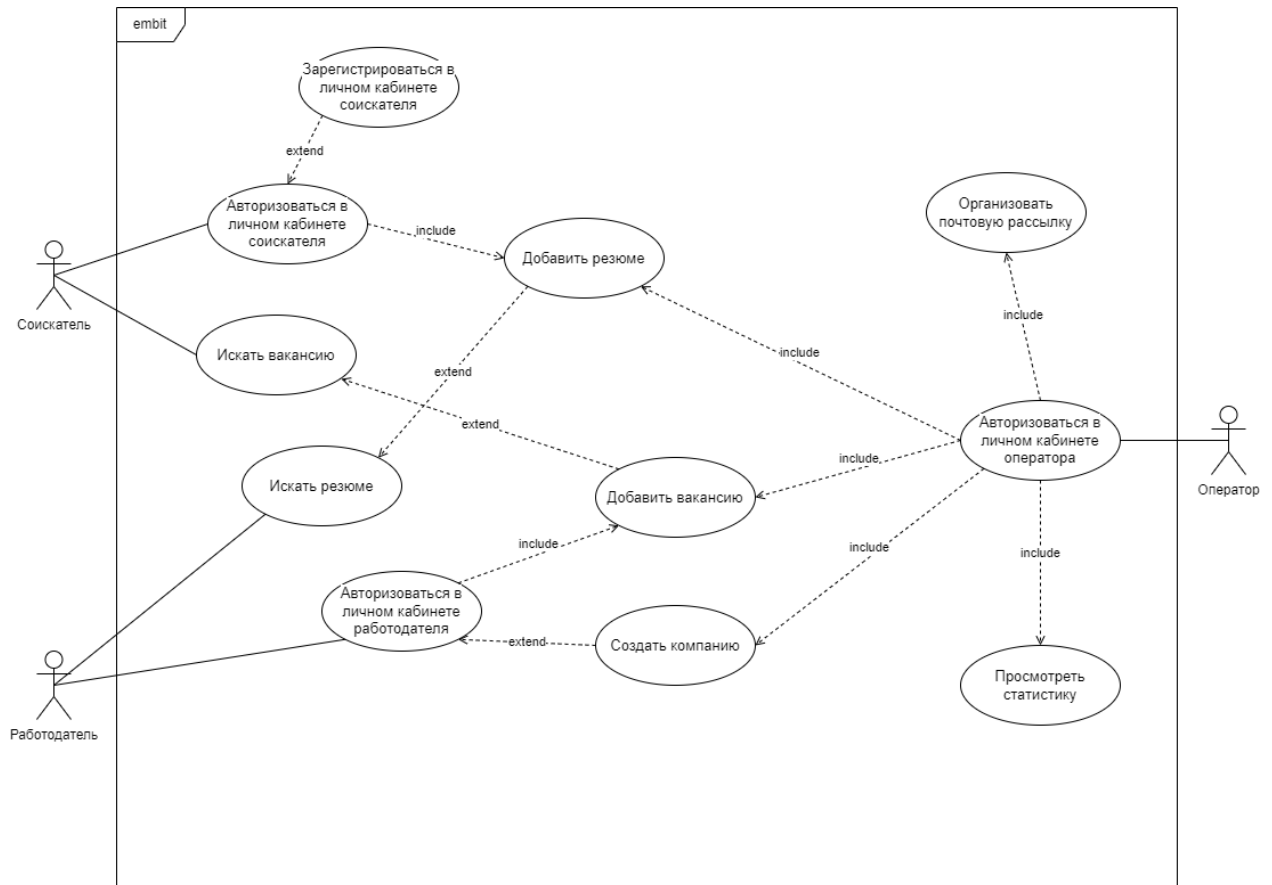 embit
Зарегистрироваться в
личном кабинете
соискателя
extend
Авторизоваться в
личном кабинете
соискателя
include
Добавить резюме
Организовать
почтовую рассылку
Соискатель
include
Искать вакансию
include
extend
extend
Авторизоваться в
личном кабинете
оператора
include
Искать резюме
Добавить вакансию
Оператор
include
include
include
Авторизоваться в
личном кабинете
работодателя
extend
Создать компанию
Просмотреть
статистику
Работодатель